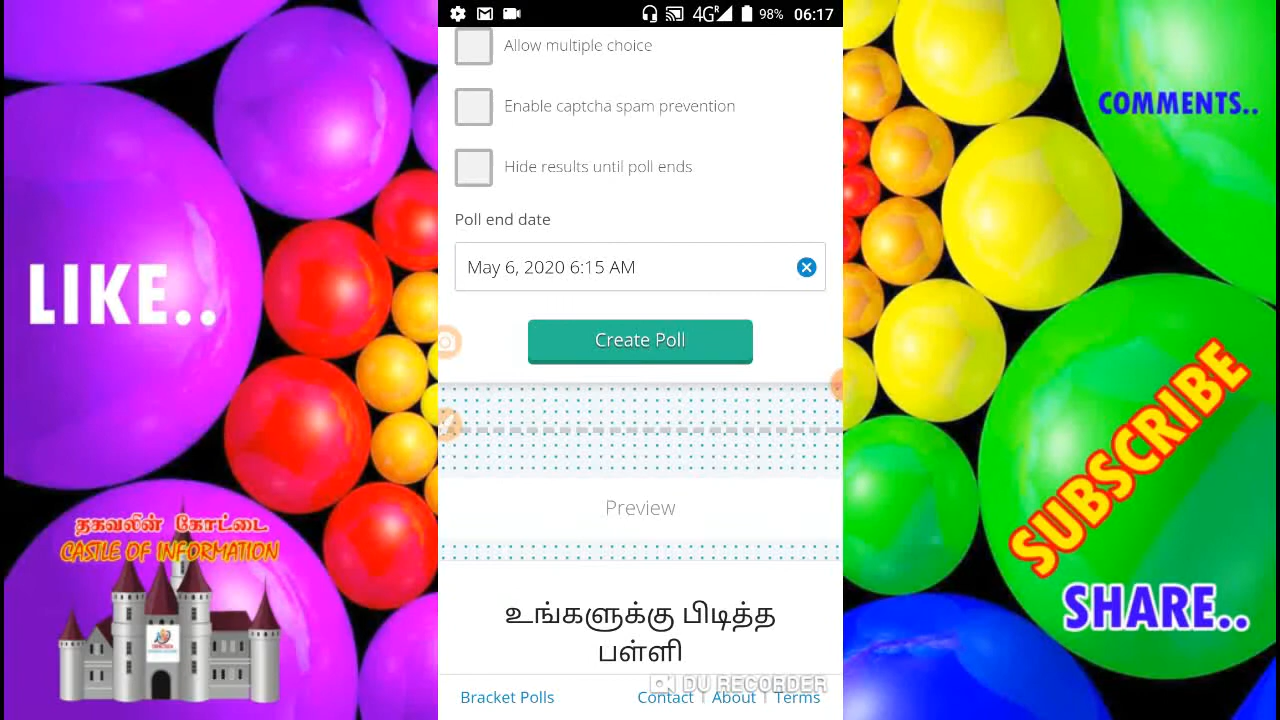 98% 06:17
4G R
Allow multiple choice
Enable captcha spam prevention
Hide results until poll ends
Poll end date
May 6, 2020 6:15 AM
Create Poll
Preview
உங்களுக்கு பிடித்த
பள்ளி
Bracket Polls
Contact | About | Terms
DU RECORDER
LIKE..
தகவலின் கோட்டை
CASTLE OF INFORMATION
COMMENTS..
SUBSCRIBE
SHARE..